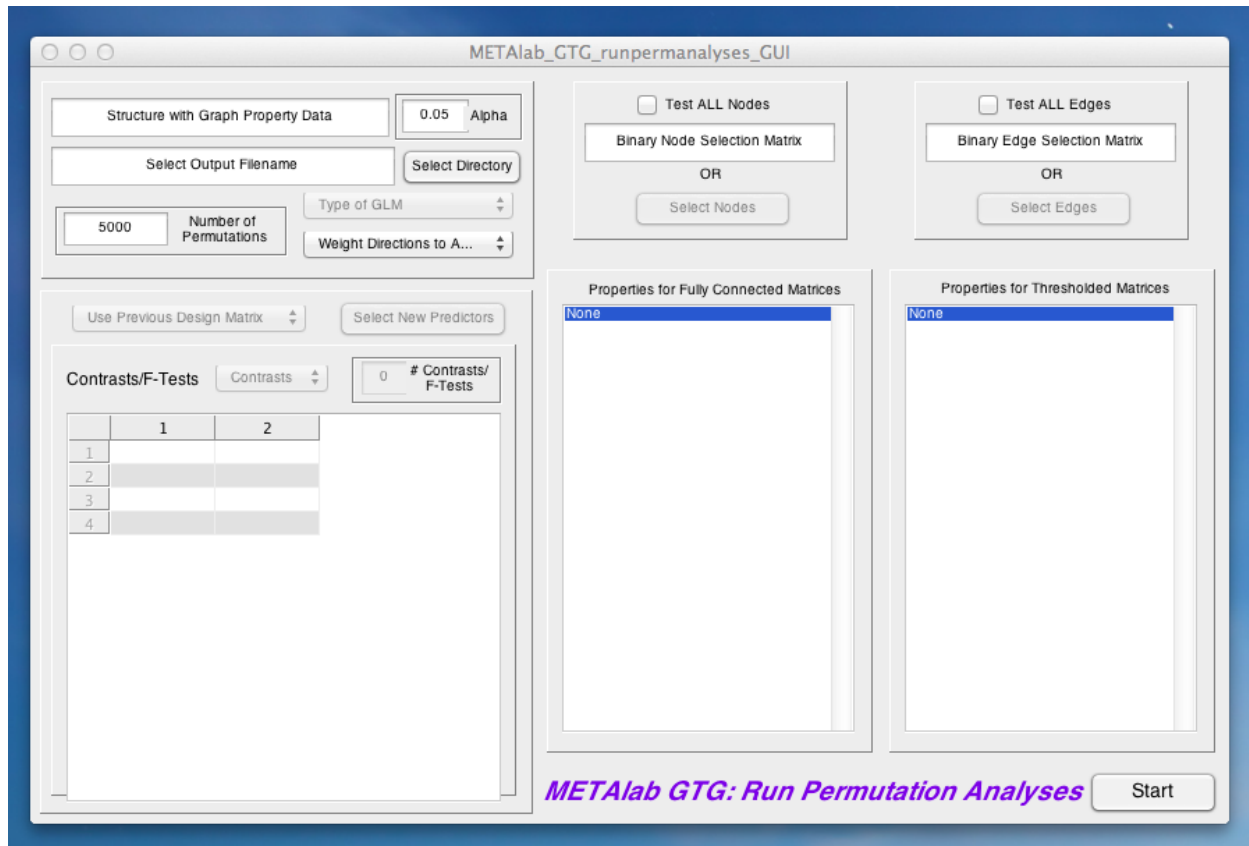 METAlab_GTG_runpermanalyses_GUI
Structure with Graph Property Data
0.05 Alpha
Select Output Filename
Select Directory
5000
Number of
Permutations
Type of GLM
Weight Directions to A...
Test ALL Nodes
Binary Node Selection Matrix
OR
Select Nodes
Test ALL Edges
Binary Edge Selection Matrix
OR
Select Edges
Use Previous Design Matrix
Select New Predictors
Contrasts/F-Tests
Contrasts
0
# Contrasts/
F-Tests
1 2
1
2
3
4
Properties for Fully Connected Matrices
None
Properties for Thresholded Matrices
None
METAlab GTG: Run Permutation Analyses
Start